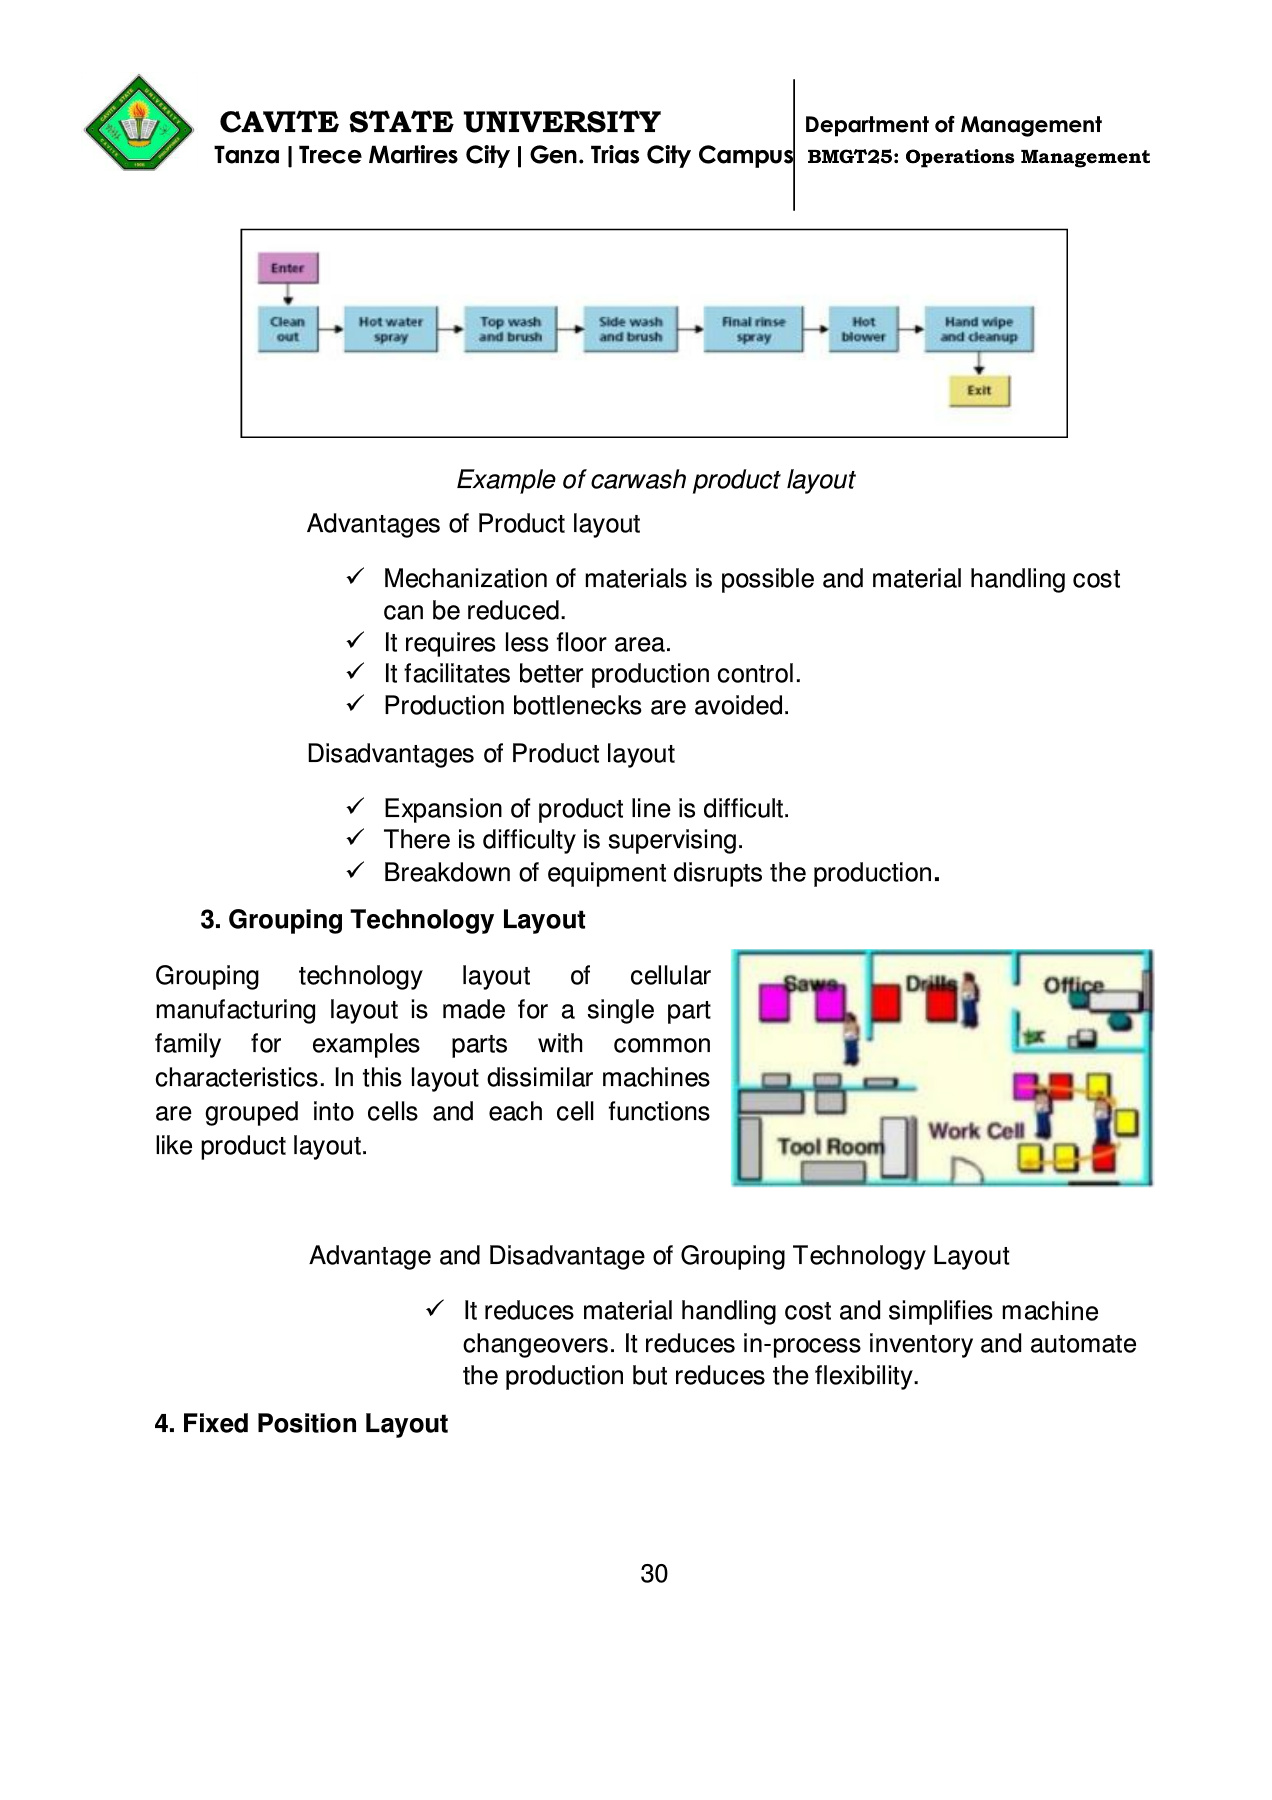 CAVITE STATE UNIVERSITY
Tanza | Trece Martires City | Gen. Trias City Campus
Department of Management
BMGT25: Operations Management
Enter
Clean out
Hot water spray
Top wash and brush
Side wash and brush
Final rinse spray
Hot blower
Hand wipe and cleanup
Exit
Example of carwash product layout
Advantages of Product layout
✓ Mechanization of materials is possible and material handling cost
can be reduced.
✓ It requires less floor area.
✓ It facilitates better production control.
✓ Production bottlenecks are avoided.
Disadvantages of Product layout
✓ Expansion of product line is difficult.
✓ There is difficulty is supervising.
✓ Breakdown of equipment disrupts the production.
3. Grouping Technology Layout
Grouping technology layout of cellular
manufacturing layout is made for a single part
family for examples parts with common
characteristics. In this layout dissimilar machines
are grouped into cells and each cell functions
like product layout.
Saws
Drills
Office
Work Cell
Tool Room
Advantage and Disadvantage of Grouping Technology Layout
✓ It reduces material handling cost and simplifies machine
changeovers. It reduces in-process inventory and automate
the production but reduces the flexibility.
4. Fixed Position Layout
30